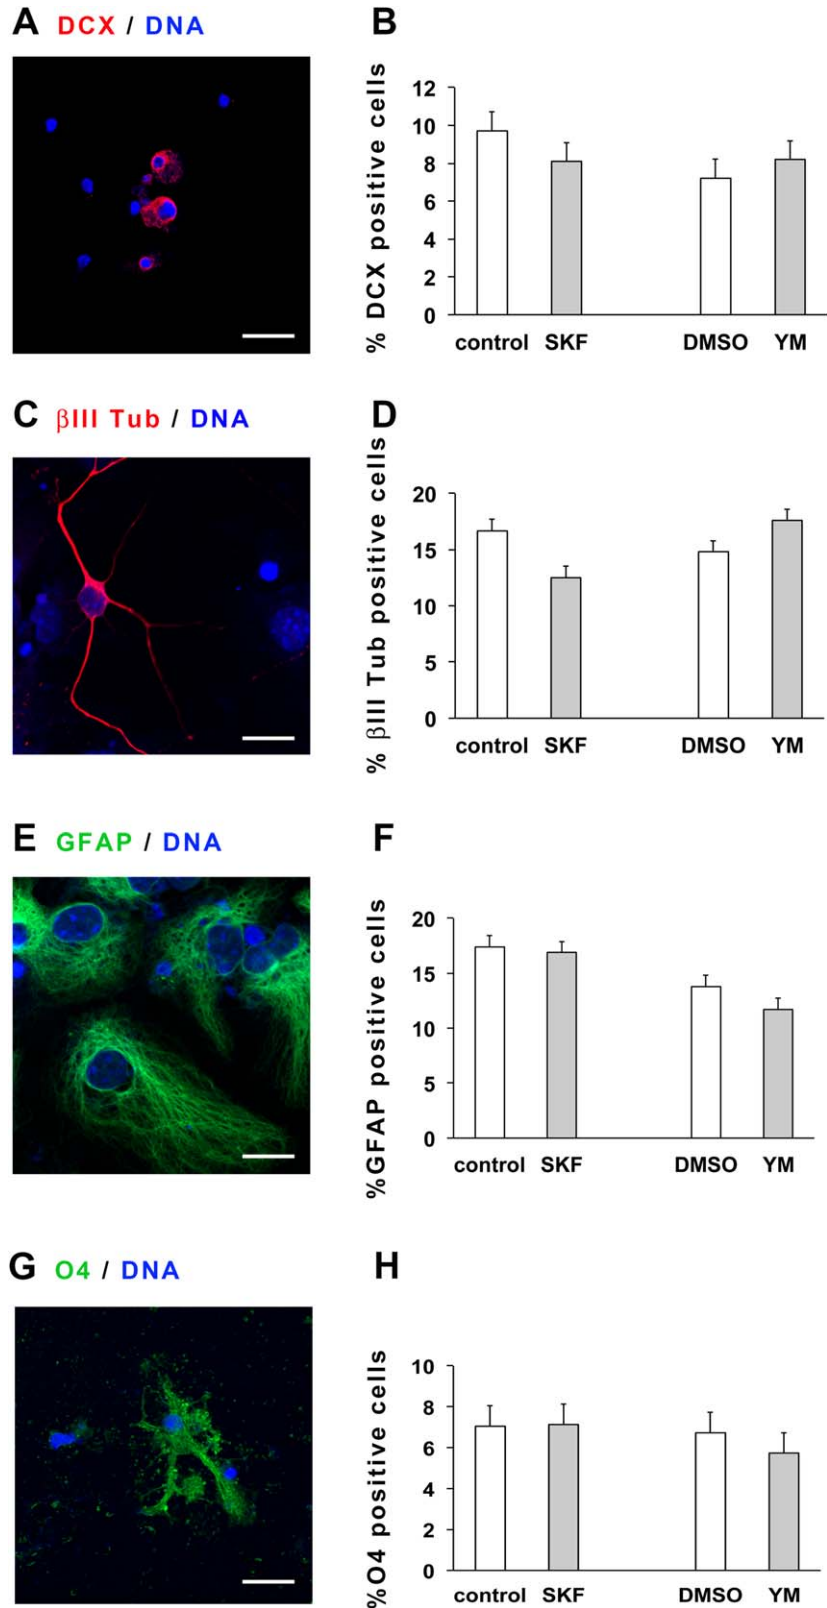 A DCX / DNA
B
% DCX positive cells
12
10
8
6
4
2
0
control SKF DMSO YM
C βIII Tub / DNA
D
% βIII Tub positive cells
20
15
10
5
0
control SKF DMSO YM
E GFAP / DNA
F
%GFAP positive cells
20
15
10
5
0
control SKF DMSO YM
G O4 / DNA
H
%O4 positive cells
10
8
6
4
2
0
control SKF DMSO YM